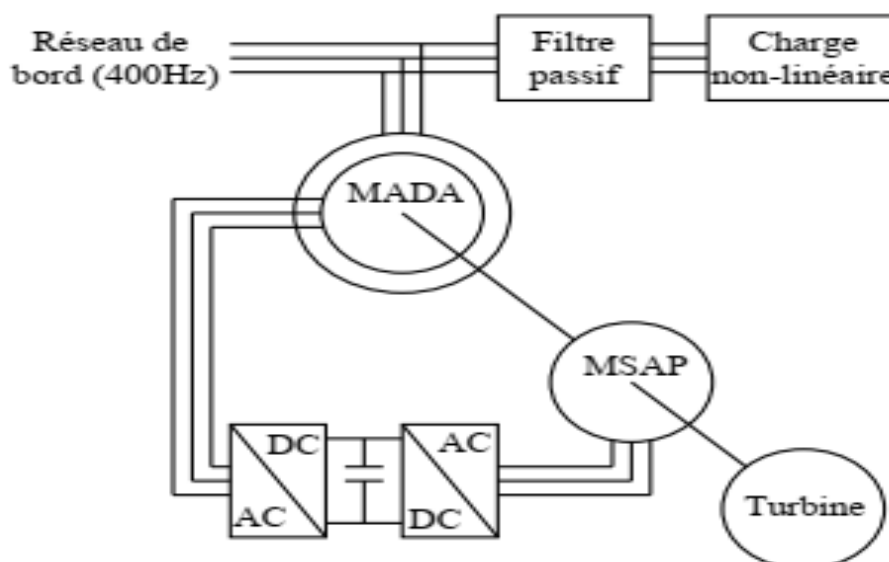 Réseau de
bord (400Hz)
Filtre
passif
Charge
non-linéaire
MADA
MSAP
DC
AC
AC
DC
Turbine